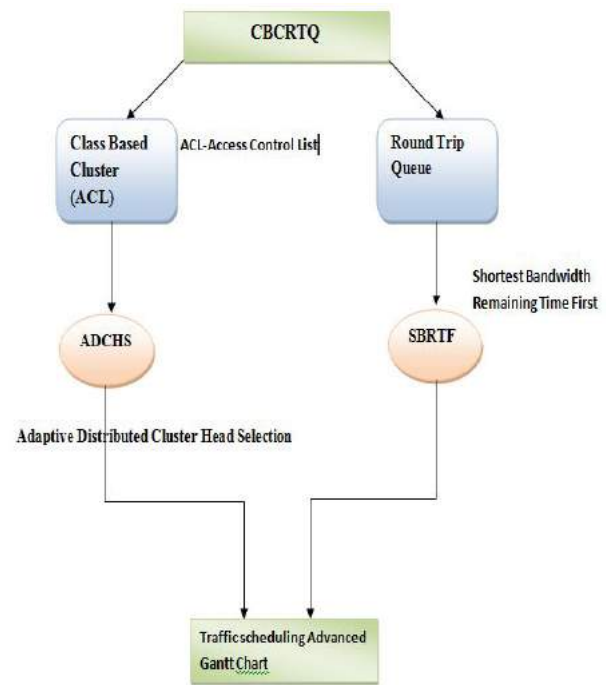 CBCRTQ
Class Based
Cluster
(ACL)
ACL-Access Control List
Round Trip
Queue
Shortest Bandwidth
Remaining Time First
ADCHS
SBRTF
Adaptive Distributed Cluster Head Selection
Trafficscheduling Advanced
Gantt Chart